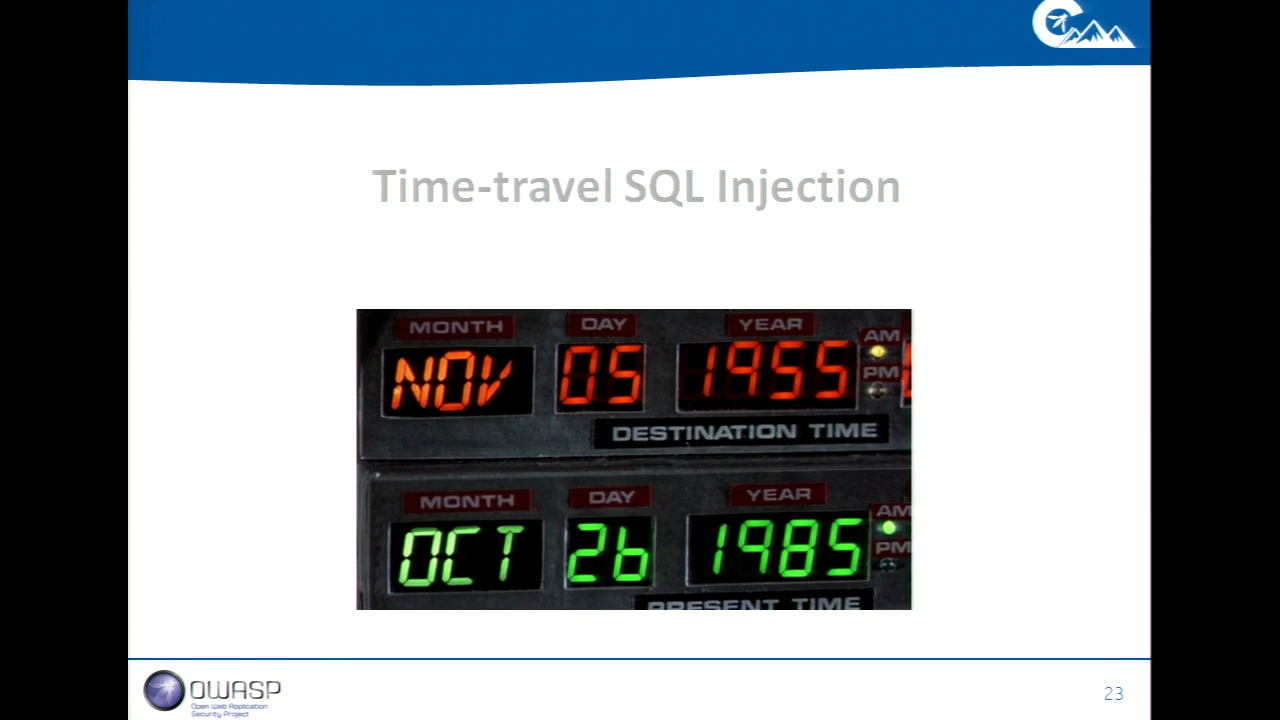 Time-travel SQL Injection
MONTH DAY YEAR AM
NOV 05 1955 PM
DESTINATION TIME
MONTH DAY YEAR AM
OCT 26 1985 PM
PRESENT TIME
OWASP
Open Web Application
Security Project
23